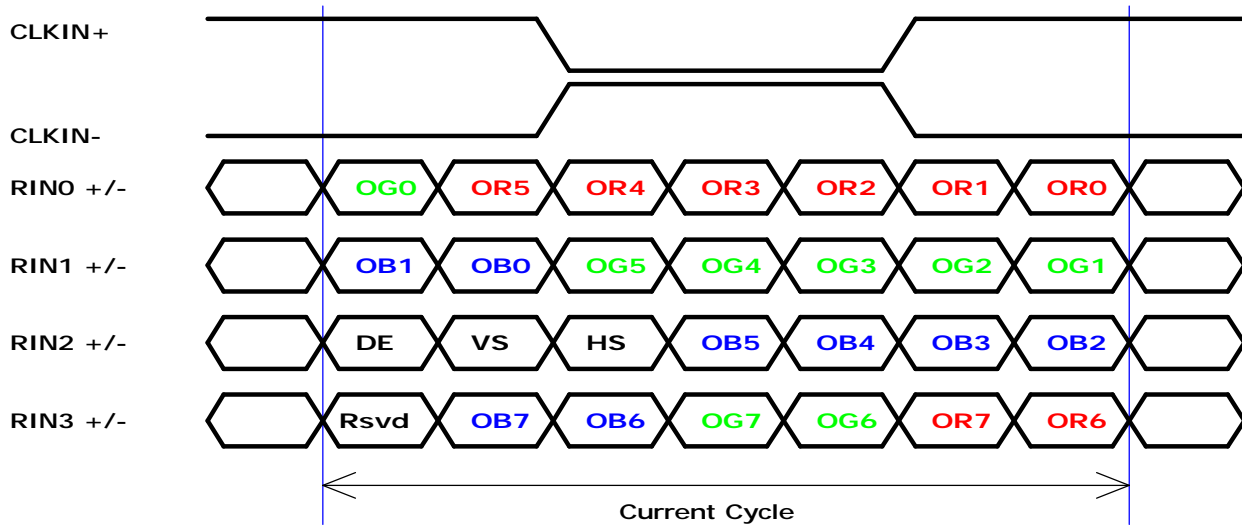 CLKIN+
CLKIN-
RIN0 +/- OG0 OR5 OR4 OR3 OR2 OR1 OR0
RIN1 +/- OB1 OB0 OG5 OG4 OG3 OG2 OG1
RIN2 +/- DE VS HS OB5 OB4 OB3 OB2
RIN3 +/- Rsvd OB7 OB6 OG7 OG6 OR7 OR6
Current Cycle